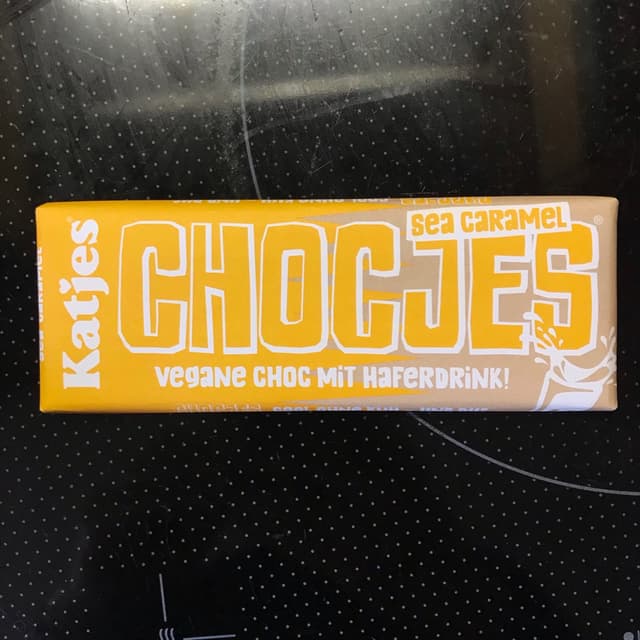 Katjes
SEA CARAMEL
CHOCJES
VEGANE CHOC MIT HAFERDRINK!